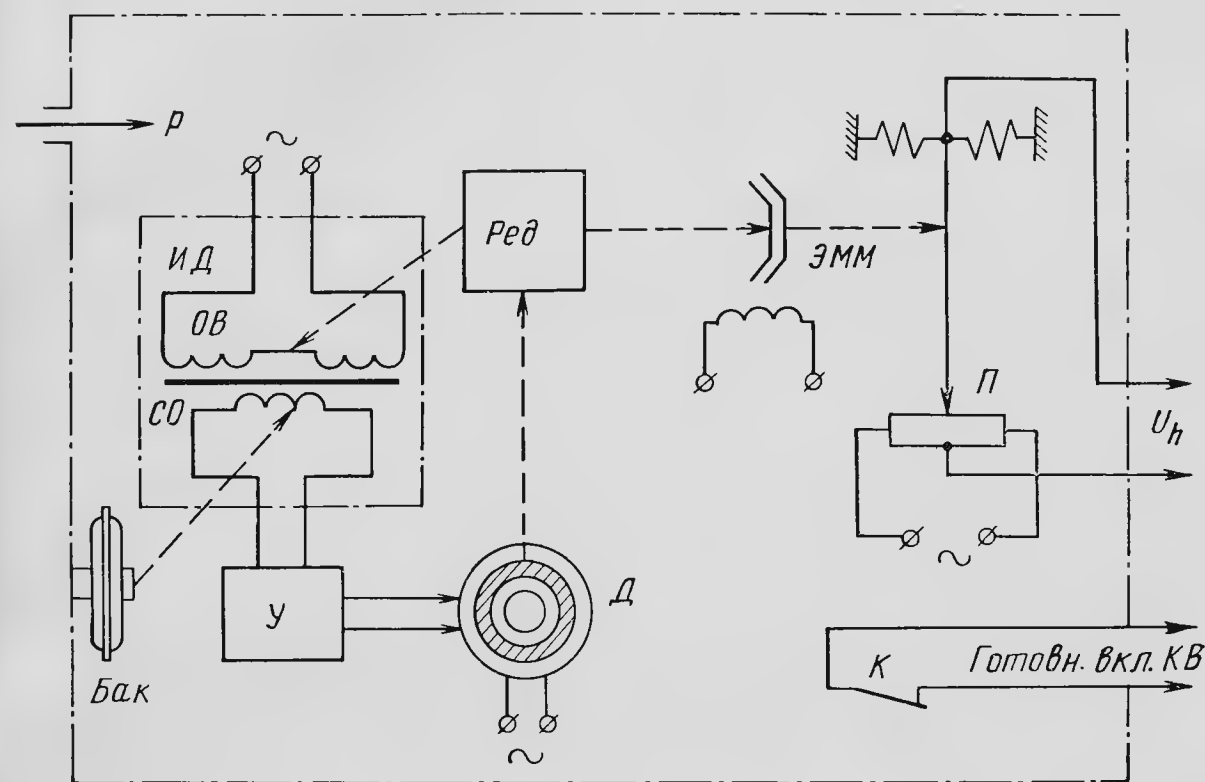 р
~
ИД
Ред
ЭММ
ОВ
СО
П
U_h
~
У
Д
Бак
К
Готовн. вкл. КВ
~